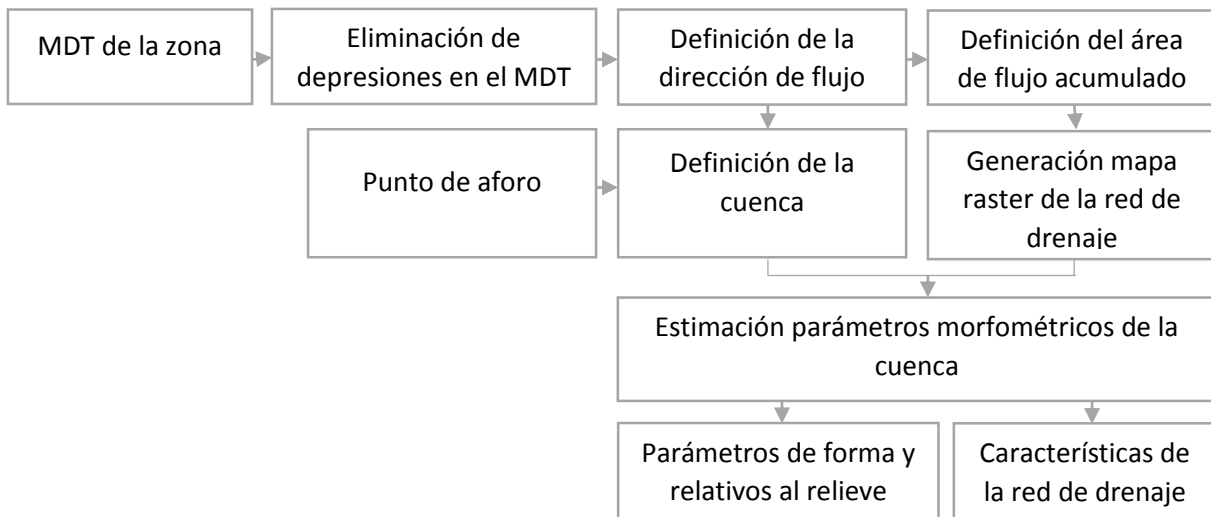 MDT de la zona
Eliminación de
depresiones en el MDT
Definición de la
dirección de flujo
Definición del área
de flujo acumulado
Punto de aforo
Definición de la
cuenca
Generación mapa
raster de la red de
drenaje
Estimación parámetros morfométricos de la
cuenca
Parámetros de forma y
relativos al relieve
Características de
la red de drenaje